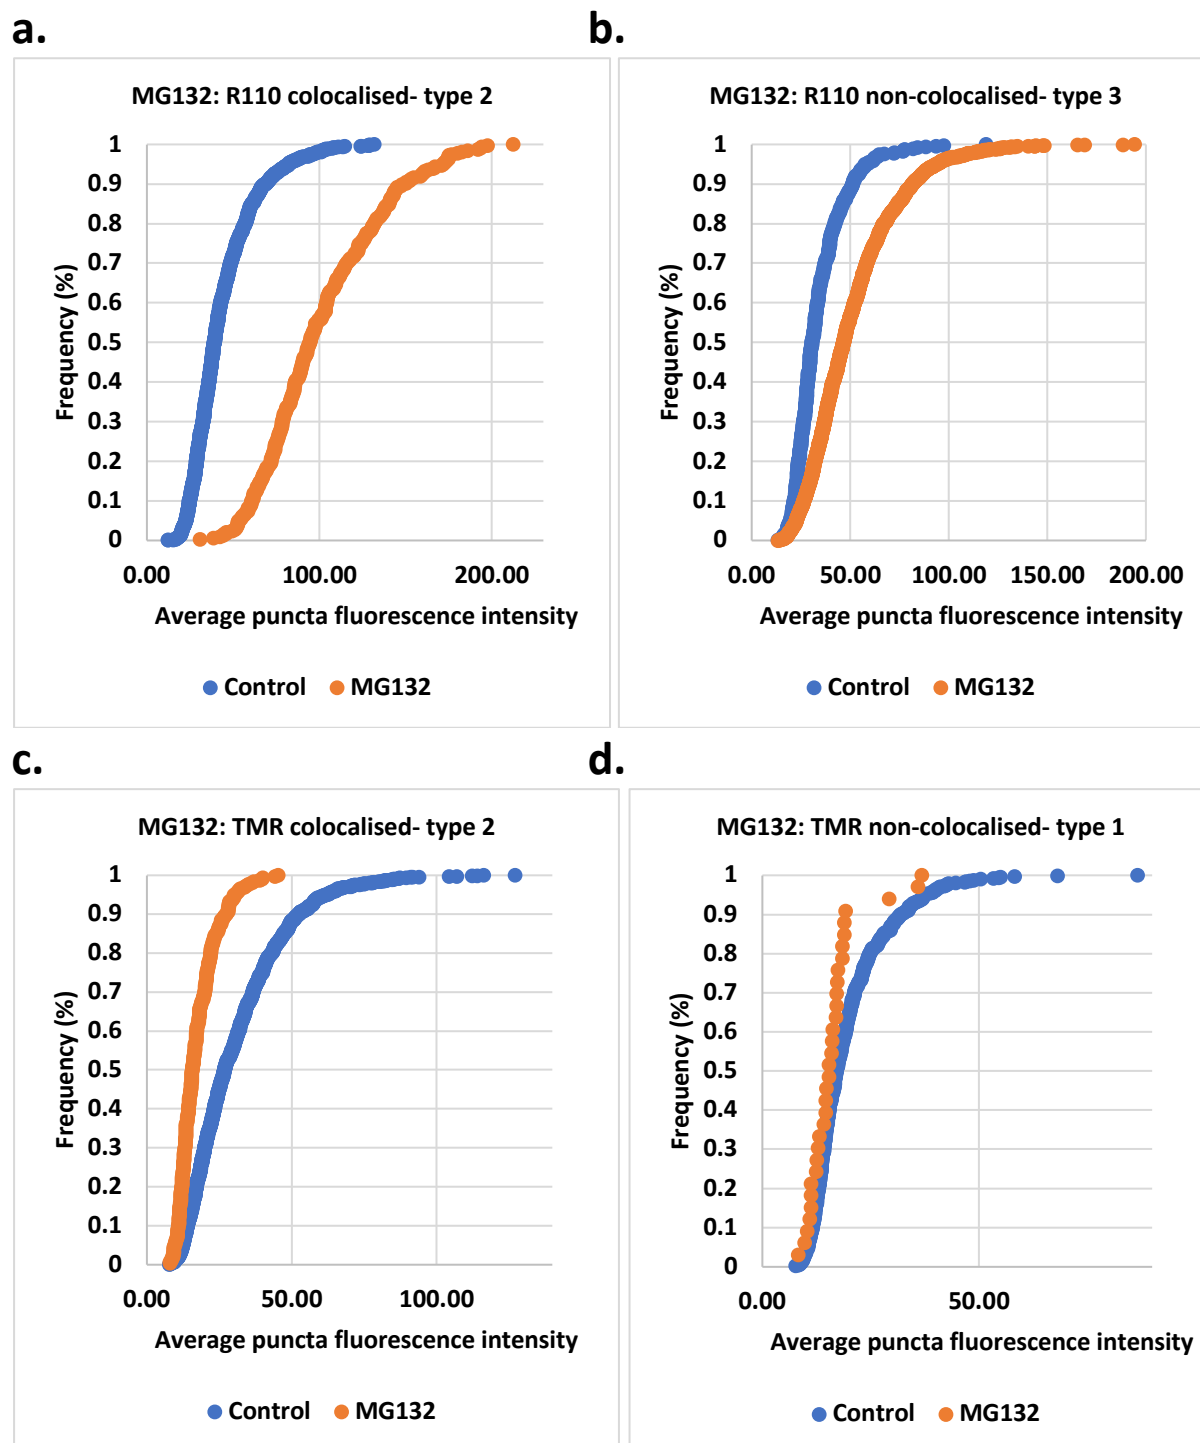 a.
MG132: R110 colocalised- type 2
Frequency (%)
1
0.9
0.8
0.7
0.6
0.5
0.4
0.3
0.2
0.1
0
0.00 100.00 200.00
Average puncta fluorescence intensity
Control MG132
b.
MG132: R110 non-colocalised- type 3
Frequency (%)
1
0.9
0.8
0.7
0.6
0.5
0.4
0.3
0.2
0.1
0
0.00 50.00 100.00 150.00 200.00
Average puncta fluorescence intensity
Control MG132
c.
MG132: TMR colocalised- type 2
Frequency (%)
1
0.9
0.8
0.7
0.6
0.5
0.4
0.3
0.2
0.1
0
0.00 50.00 100.00
Average puncta fluorescence intensity
Control MG132
d.
MG132: TMR non-colocalised- type 1
Frequency (%)
1
0.9
0.8
0.7
0.6
0.5
0.4
0.3
0.2
0.1
0
0.00 50.00
Average puncta fluorescence intensity
Control MG132